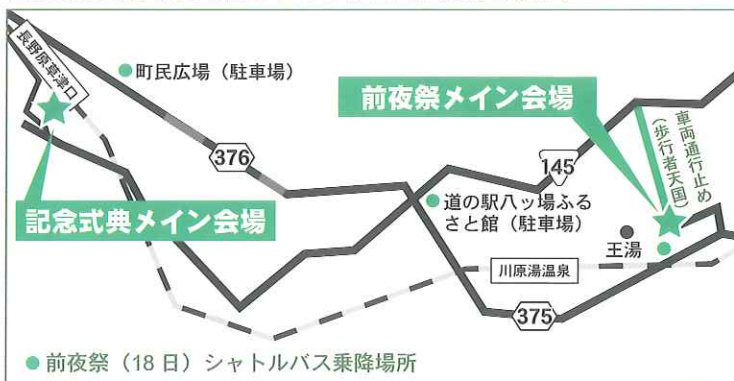 長野原草津口
町民広場（駐車場）
前夜祭メイン会場
車両通行止め
（歩行者天国）
376
145
記念式典メイン会場
道の駅八ッ場ふる
さと館（駐車場）
王湯
川原湯温泉
375
前夜祭（18日）シャトルバス乗降場所